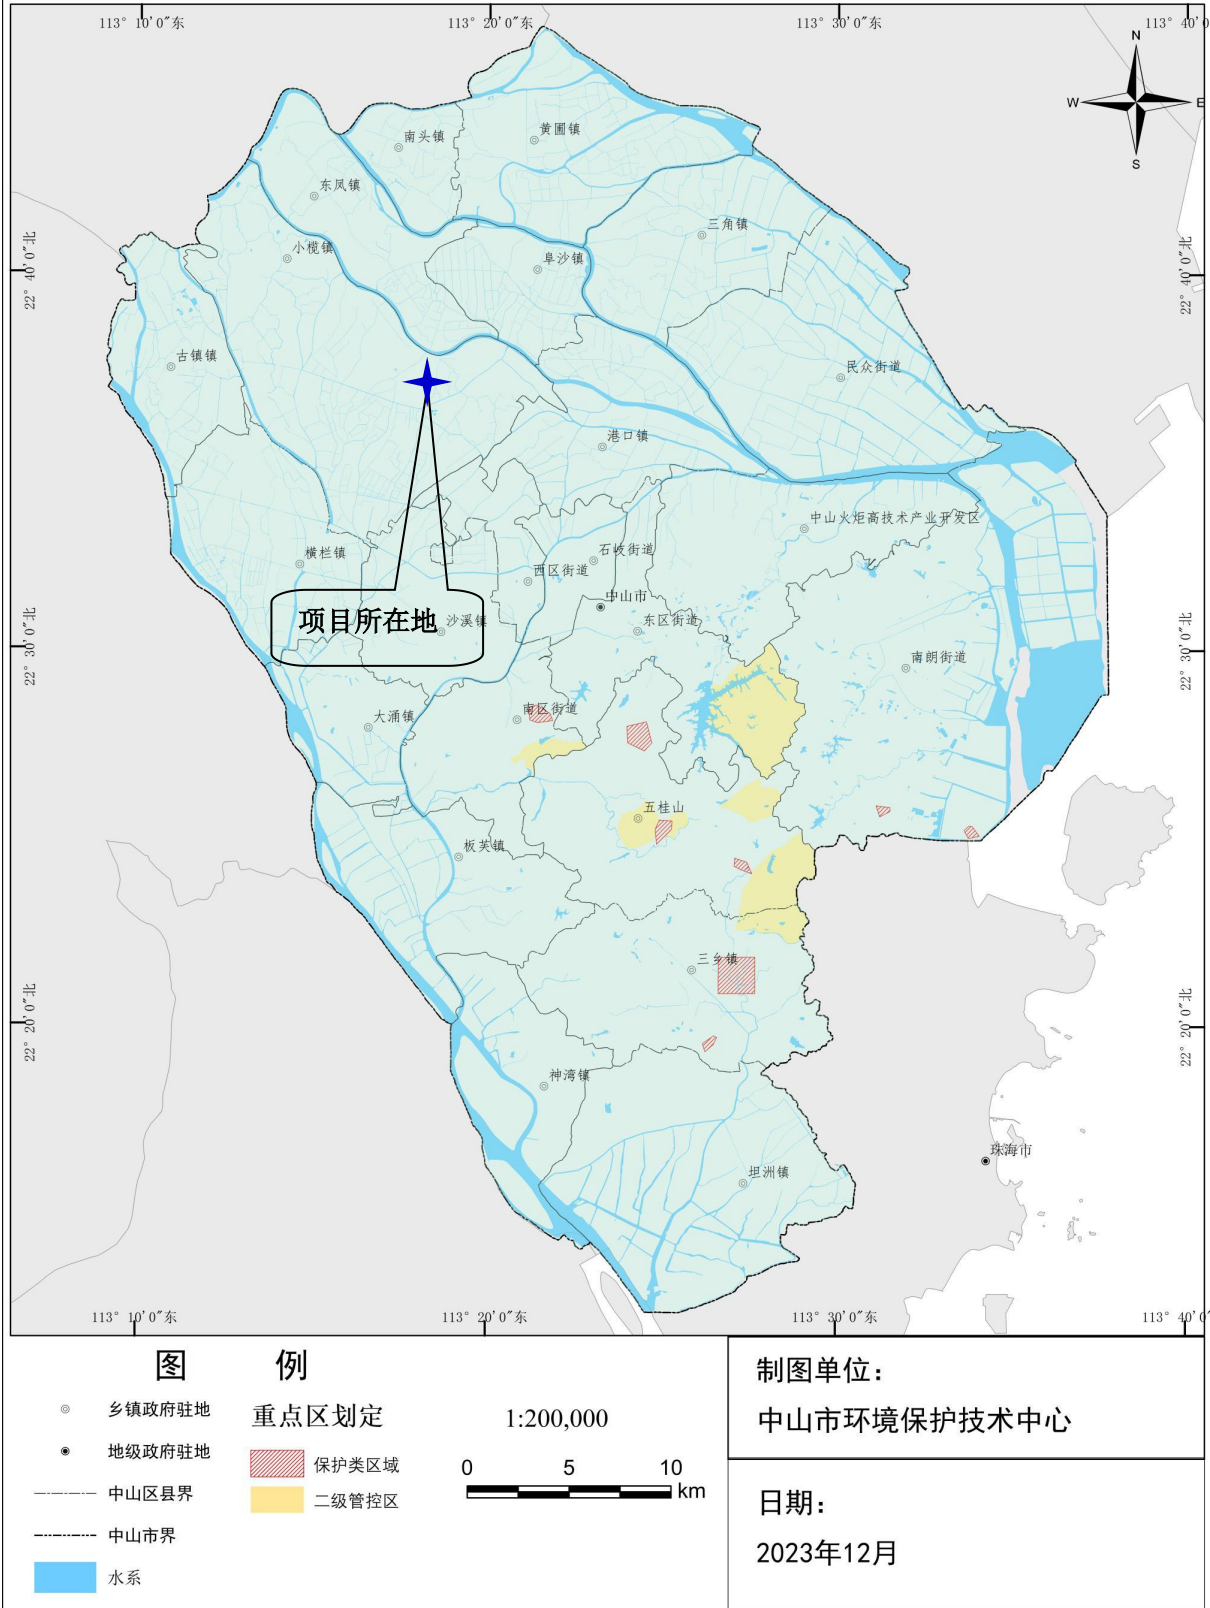 113° 10′0″东
113° 20′0″东
113° 30′0″东
113° 40′0
N
W
E
S
南头镇
黄圃镇
东凤镇
三角镇
小榄镇
阜沙镇
22° 40′0″北
22° 40′0″北
古镇镇
民众街道
港口镇
中山火炬高技术产业开发区
横栏镇
石岐街道
西区街道
中山市
项目所在地
沙溪镇
东区街道
22° 30′0″北
22° 30′0″北
南朗街道
大涌镇
南区街道
五桂山
板芙镇
三乡镇
22° 20′0″北
22° 20′0″北
神湾镇
珠海市
坦洲镇
113° 10′0″东
113° 20′0″东
113° 30′0″东
113° 40′0
图 例
乡镇政府驻地
地级政府驻地
中山区县界
中山市界
水系
重点区划定
保护类区域
二级管控区
1:200,000
0 5 10
km
制图单位：
中山市环境保护技术中心
日期：
2023年12月